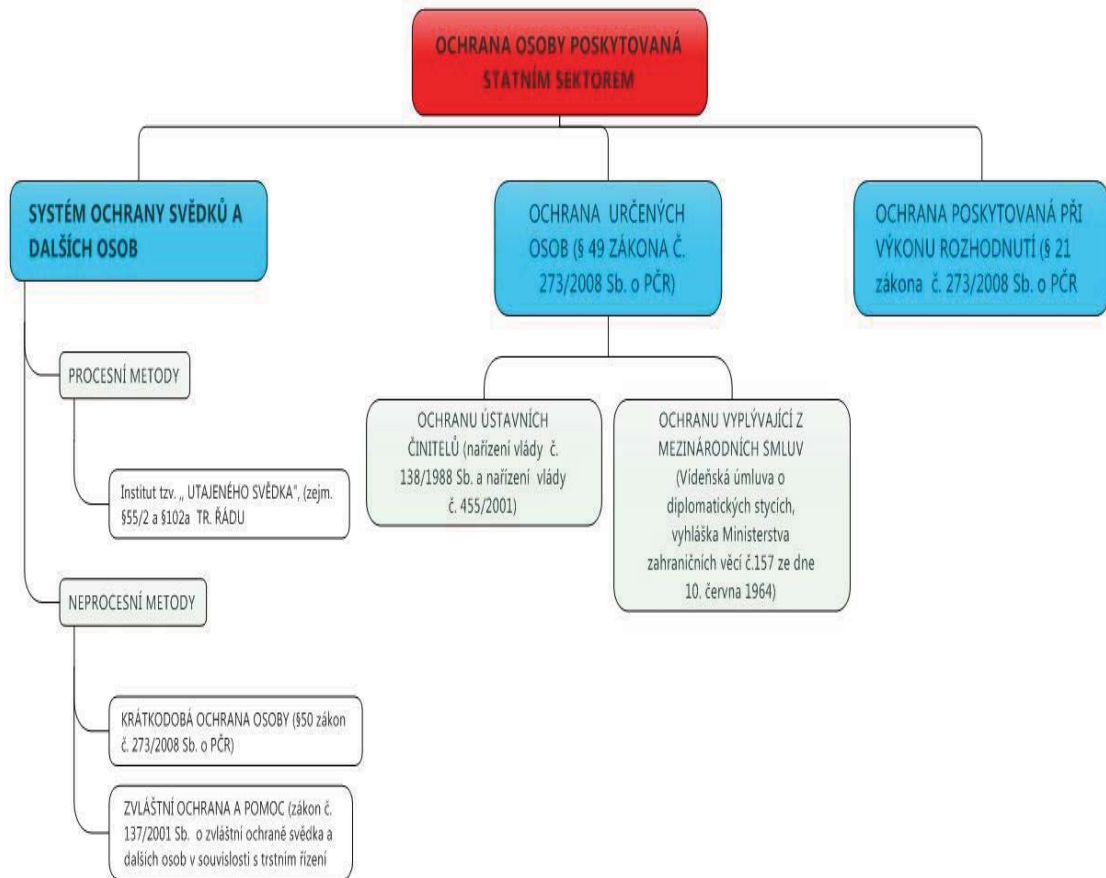 OCHRANA OSOBY POSKYTOVANÁ
STATNÍM SEKTOREM
SYSTÉM OCHRANY SVĚDKŮ A
DALŠÍCH OSOB
OCHRANA URČENÝCH
OSOB (§ 49 ZÁKONA Č.
273/2008 Sb. o PČR)
OCHRANA POSKYTOVANÁ PŘI
VÝKONU ROZHODNUTÍ (§ 21
zákona č. 273/2008 Sb. o PČR
PROCESNÍ METODY
Institut tzv. „ UTAJENÉHO SVĚDKA", (zejm.
§55/2 a §102a TR. ŘÁDU
NEPROCESNÍ METODY
KRÁTKODOBÁ OCHRANA OSOBY (§50 zákon
č. 273/2008 Sb. o PČR)
ZVLÁŠTNÍ OCHRANA A POMOC (zákon č.
137/2001 Sb. o zvláštní ochraně svědka a
dalších osob v souvislosti s trstním řízení
OCHRANU ÚSTAVNÍCH
ČINITELŮ (nařízení vlády č.
138/1988 Sb. a nařízení vlády
č. 455/2001)
OCHRANU VYPLÝVAJÍCÍ Z
MEZINÁRODNÍCH SMLUV
(Vídeňská úmluva o
diplomatických stycích,
vyhláška Ministerstva
zahraničních věcí č.157 ze dne
10. června 1964)